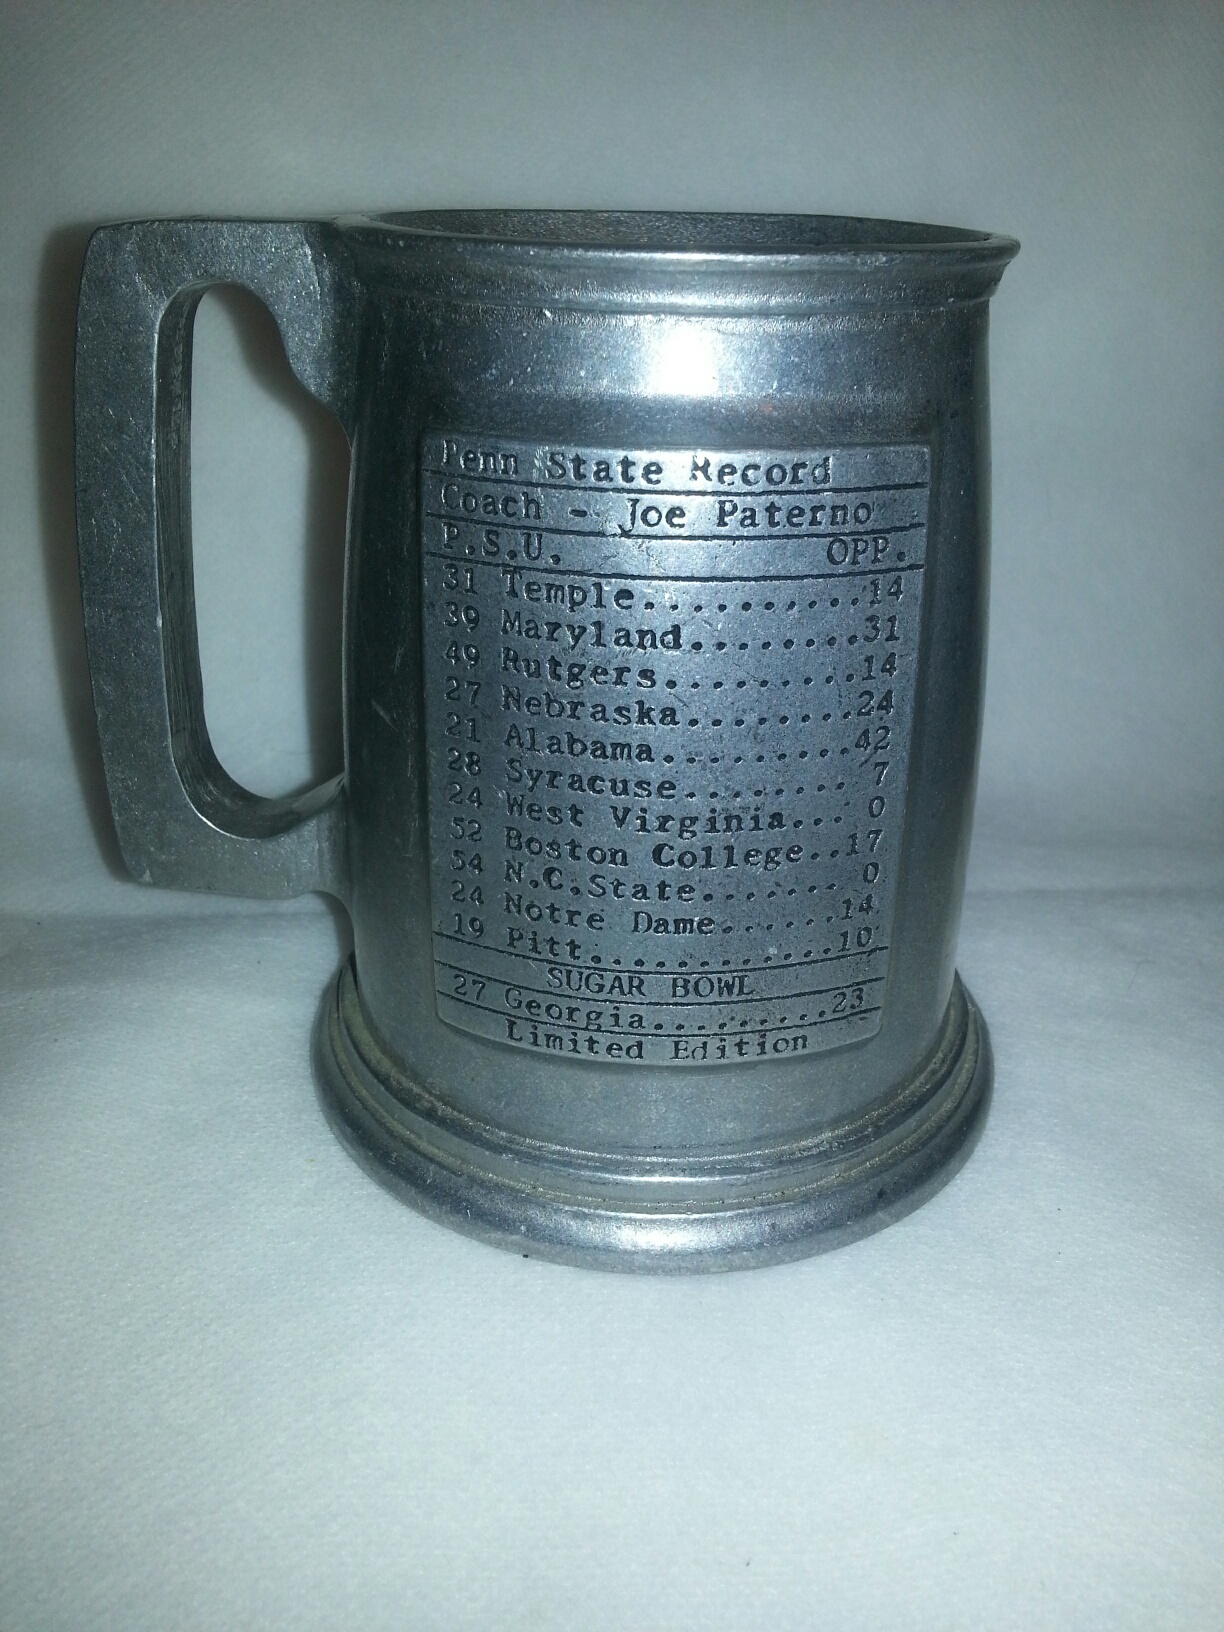 Penn State Record
Coach - Joe Paterno
P.S.U. OPP.
31 Temple...........14
39 Maryland.........31
49 Rutgers..........14
27 Nebraska........24
21 Alabama.........42
28 Syracuse........ 7
24 West Virginia... 0
52 Boston College..17
54 N.C.State....... 0
24 Notre Dame......14
19 Pitt............10
SUGAR BOWL
27 Georgia.........23
Limited Edition